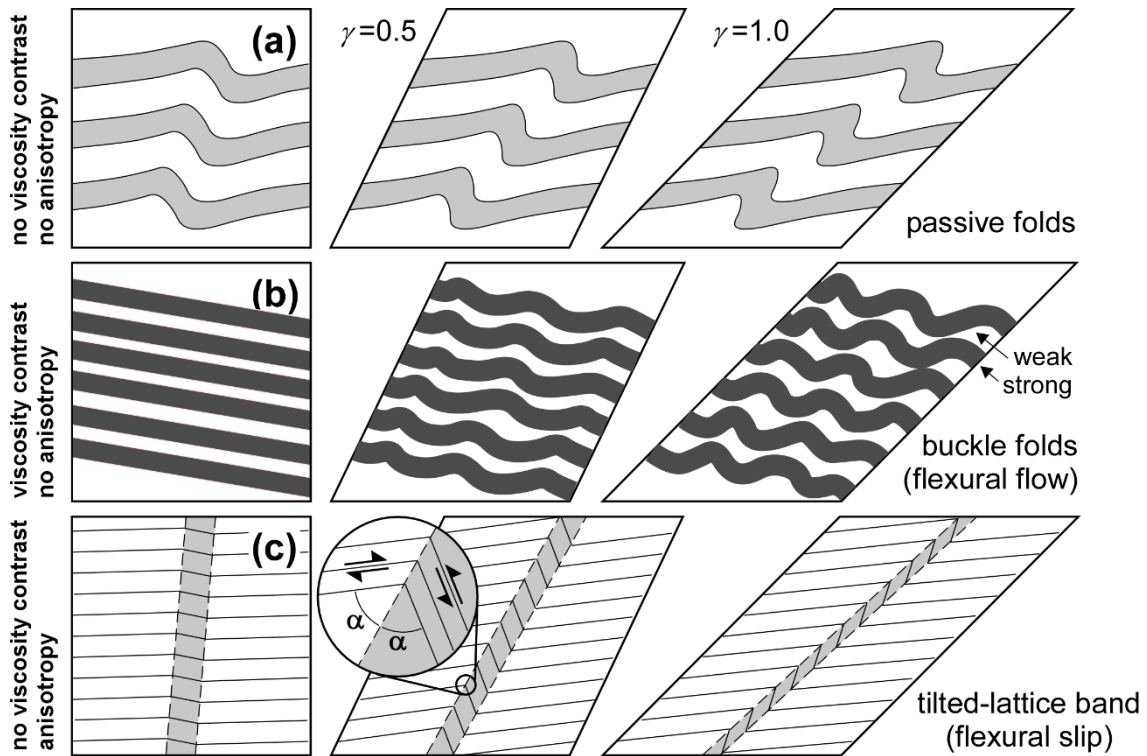 no viscosity contrast
no anisotropy
(a)
γ=0.5
γ=1.0
passive folds
viscosity contrast
no anisotropy
(b)
weak
strong
buckle folds
(flexural flow)
no viscosity contrast
anisotropy
(c)
α
α
tilted-lattice band
(flexural slip)